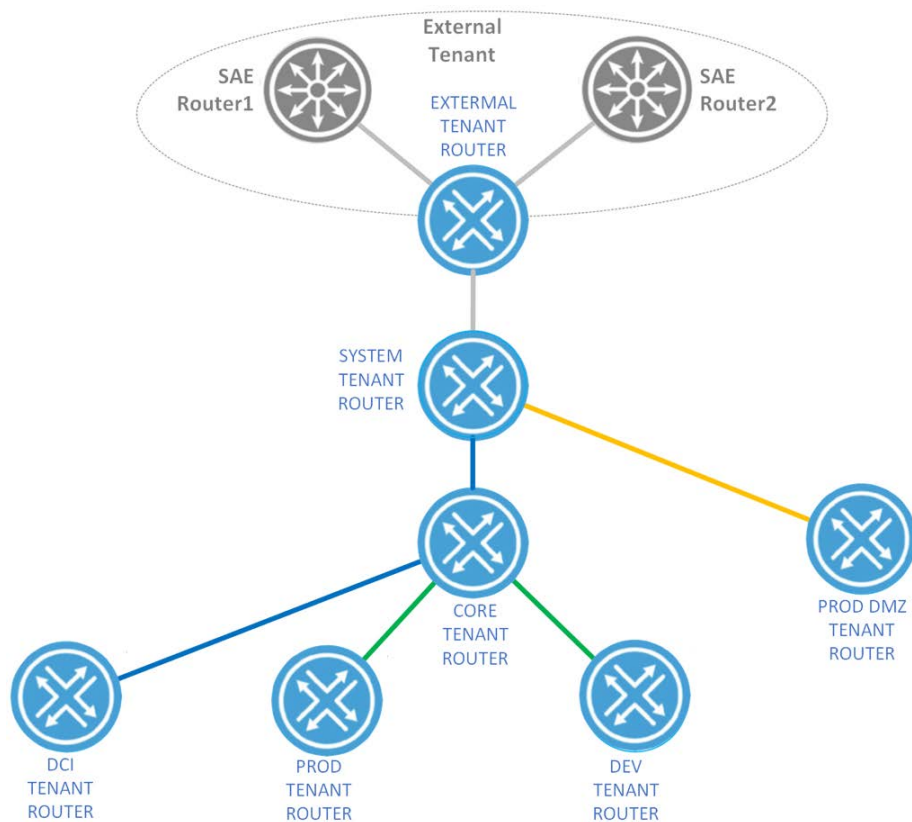 External
Tenant
SAE
Router1
SAE
Router2
EXTERMAL
TENANT
ROUTER
SYSTEM
TENANT
ROUTER
CORE
TENANT
ROUTER
PROD DMZ
TENANT
ROUTER
DCI
TENANT
ROUTER
PROD
TENANT
ROUTER
DEV
TENANT
ROUTER